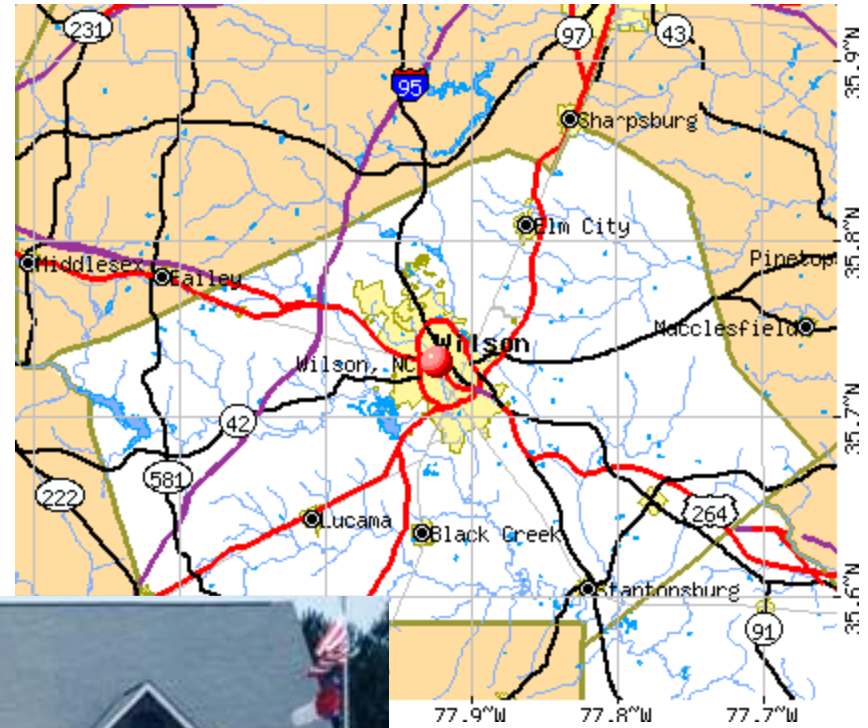 231
97
43
35.9°N
95
Sharpsburg
Elm City
35.8°N
Pinetop
Middlesex
Bailey
Macclesfield
Wilson
Wilson, NC
35.7°N
42
581
222
264
Lucama
Black Creek
Stantonsburg
35.6°N
91
77.9°W
77.8°W
77.7°W